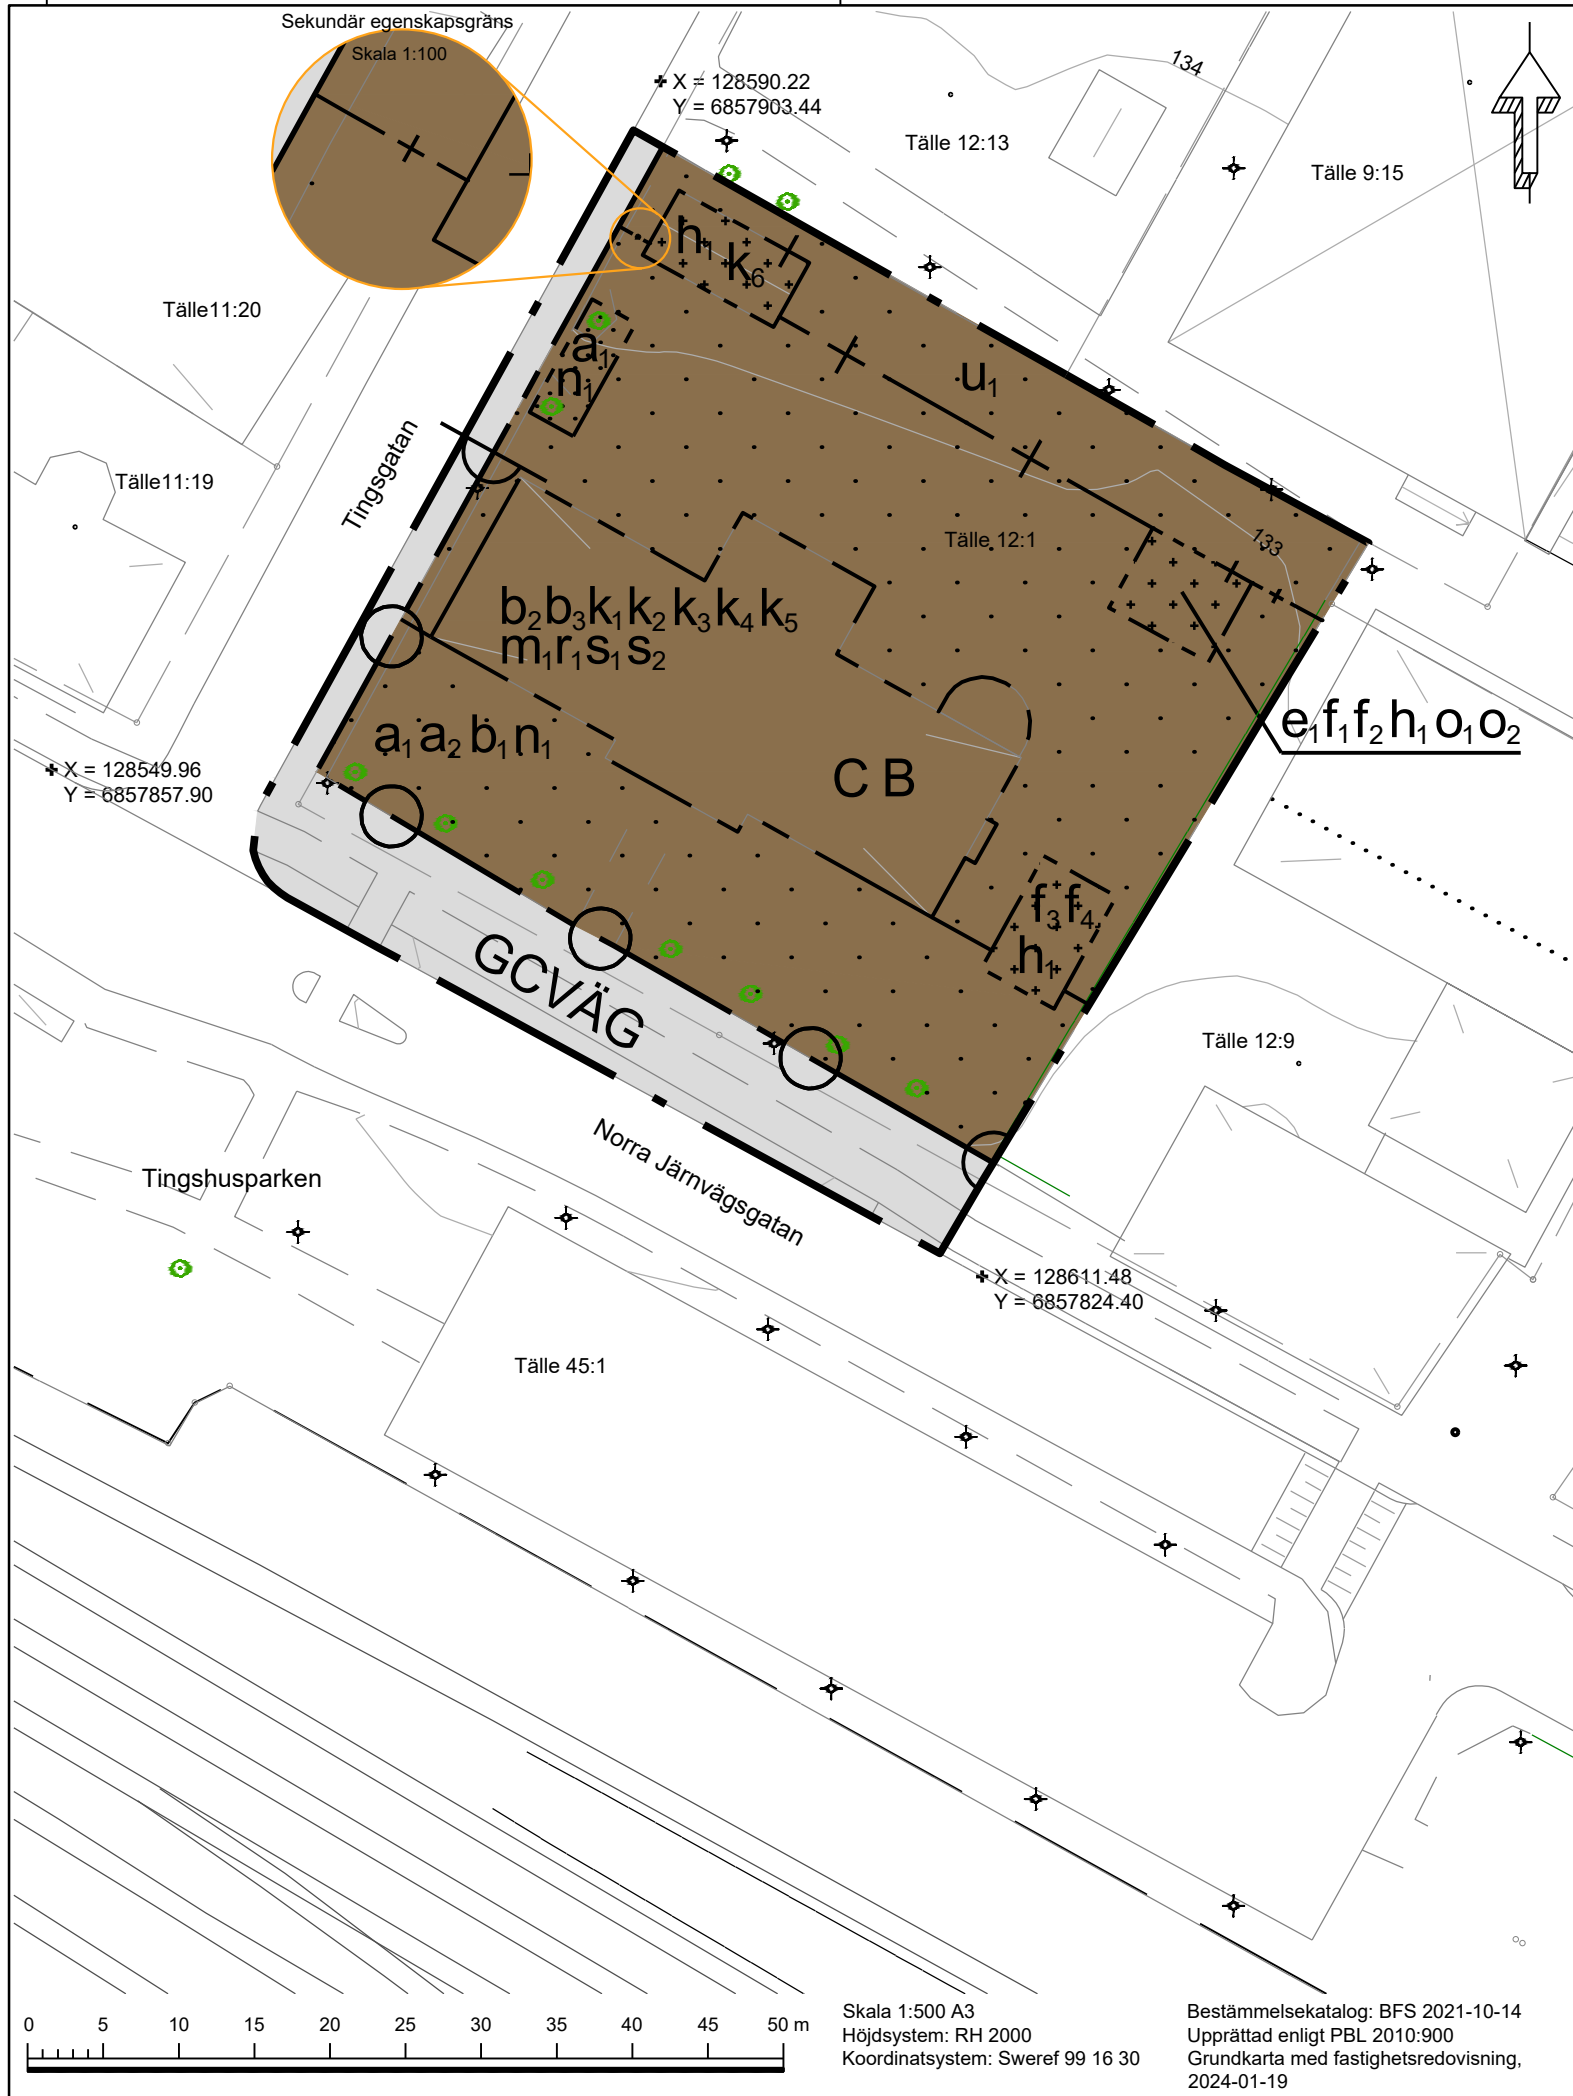 Sekundär egenskapsgräns
Skala 1:100
X = 128590.22
Y = 6857903.44
134
Tälle 12:13
Tälle 9:15
h1 k6
Tälle11:20
a1
n1
u1
Tingsgatan
Tälle11:19
Tälle 12:1
133
b2 b3 k1 k2 k3 k4 k5
m1 r1 s1 s2
e1 f1 f2 h1 o1 o2
a1 a2 b1 n1
C B
X = 128549.96
Y = 6857857.90
f3 f4
h1
GCVÄG
Tälle 12:9
Norra Järnvägsgatan
Tingshusparken
X = 128611.48
Y = 6857824.40
Tälle 45:1
0 5 10 15 20 25 30 35 40 45 50 m
Skala 1:500 A3
Höjdsystem: RH 2000
Koordinatsystem: Sweref 99 16 30
Bestämmelsekatalog: BFS 2021-10-14
Upprättad enligt PBL 2010:900
Grundkarta med fastighetsredovisning,
2024-01-19